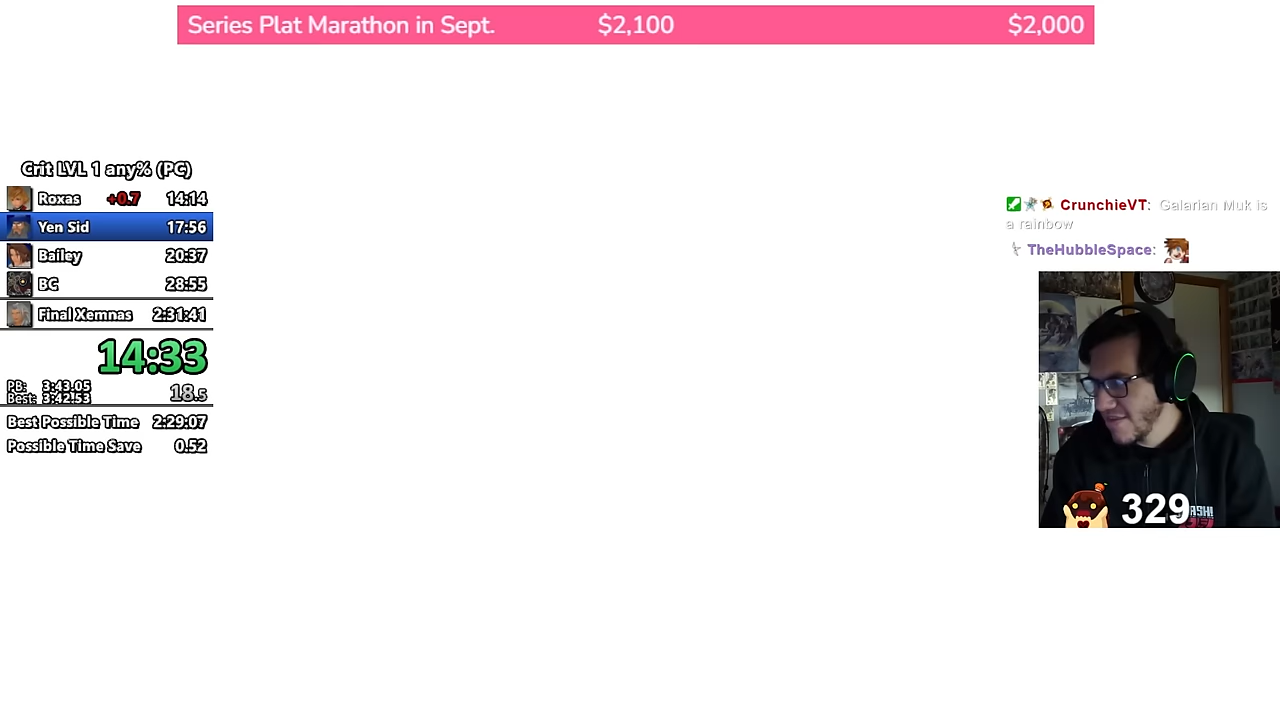 Series Plat Marathon in Sept. $2,100 $2,000
Crit LVL 1 any% (PC)
Roxas +0.7 14:14
Yen Sid 17:56
Bailey 20:37
BC 28:55
Final Xemnas 2:31:41
14:33
PB: 3:43.05
Best: 3:42.53
18.5
Best Possible Time 2:29:07
Possible Time Save 0.52
CrunchieVT: Galarian Muk is
a rainbow
TheHubbleSpace:
329